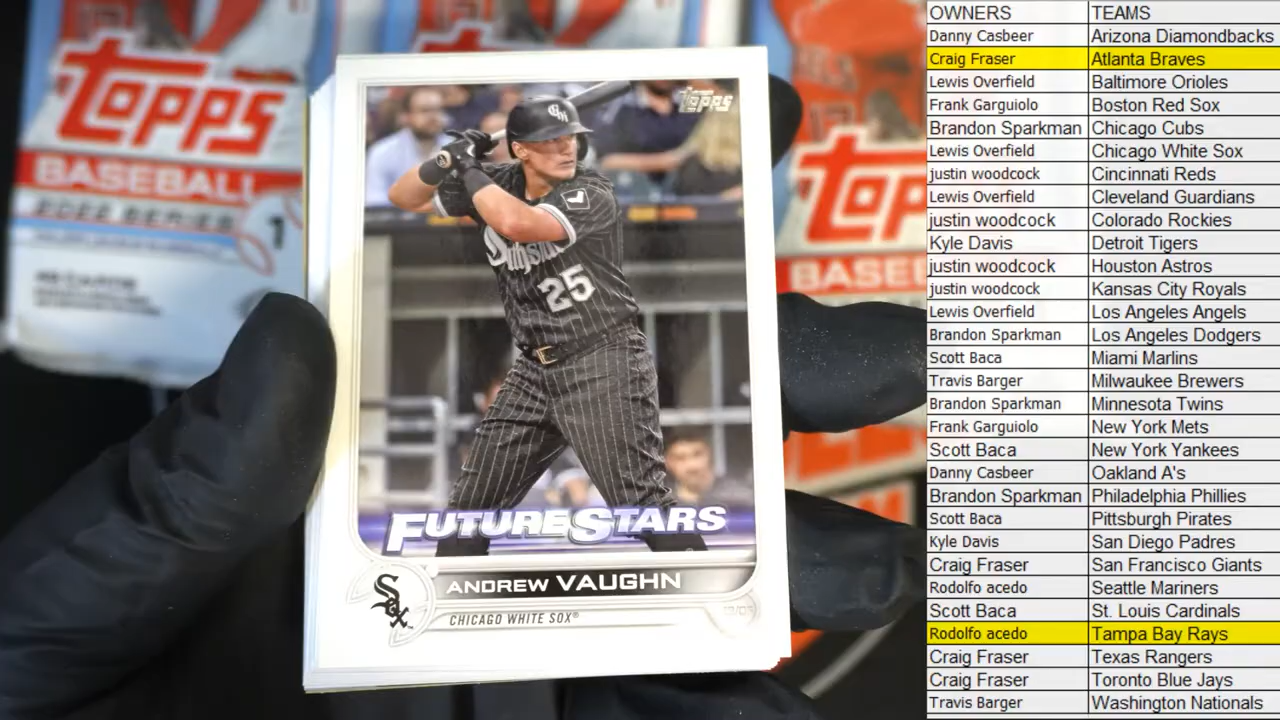 TOPPS
BASEBALL
2022 SERIES 1
TOPPS
CH
Southside
25
FUTURE STARS
Sox
ANDREW VAUGHN
CHICAGO WHITE SOX®
TOPPS
BASEB
OWNERS TEAMS
Danny Casbeer Arizona Diamondbacks
Craig Fraser Atlanta Braves
Lewis Overfield Baltimore Orioles
Frank Garguiolo Boston Red Sox
Brandon Sparkman Chicago Cubs
Lewis Overfield Chicago White Sox
justin woodcock Cincinnati Reds
Lewis Overfield Cleveland Guardians
justin woodcock Colorado Rockies
Kyle Davis Detroit Tigers
justin woodcock Houston Astros
justin woodcock Kansas City Royals
Lewis Overfield Los Angeles Angels
Brandon Sparkman Los Angeles Dodgers
Scott Baca Miami Marlins
Travis Barger Milwaukee Brewers
Brandon Sparkman Minnesota Twins
Frank Garguiolo New York Mets
Scott Baca New York Yankees
Danny Casbeer Oakland A's
Brandon Sparkman Philadelphia Phillies
Scott Baca Pittsburgh Pirates
Kyle Davis San Diego Padres
Craig Fraser San Francisco Giants
Rodolfo acedo Seattle Mariners
Scott Baca St. Louis Cardinals
Rodolfo acedo Tampa Bay Rays
Craig Fraser Texas Rangers
Craig Fraser Toronto Blue Jays
Travis Barger Washington Nationals